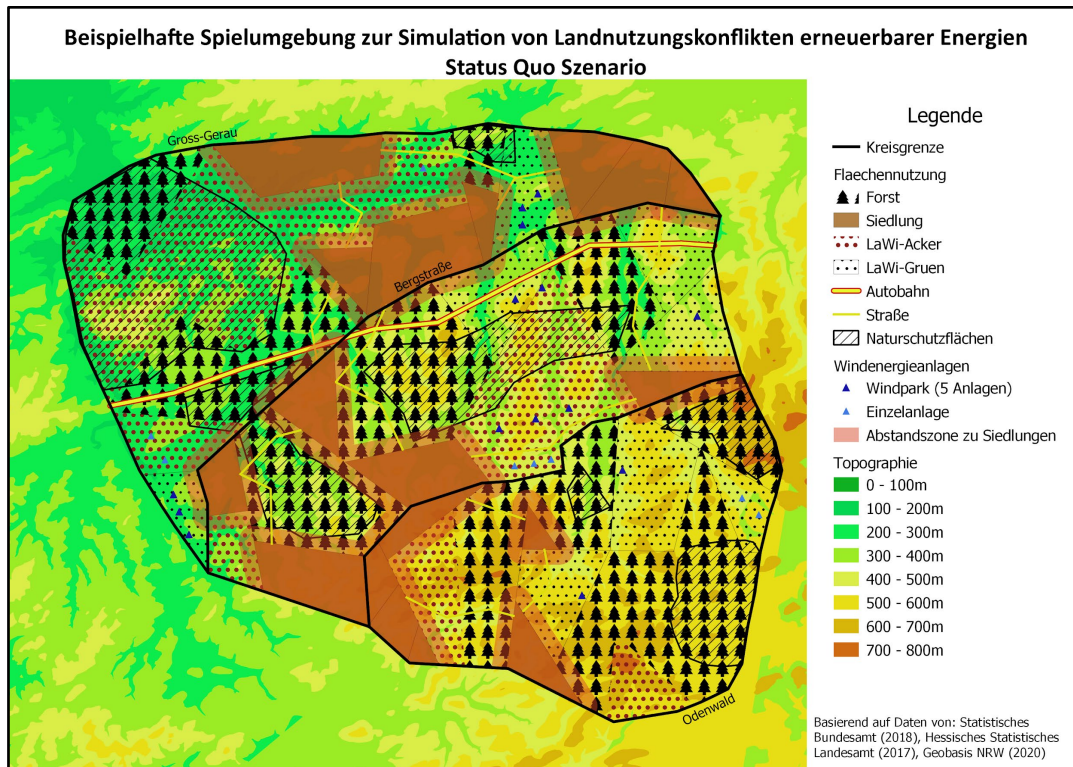 Beispielhafte Spielumgebung zur Simulation von Landnutzungskonflikten erneuerbarer Energien
Status Quo Szenario
Gross-Gerau
Bergstraße
Odenwald
Legende
Kreisgrenze
Flaechennutzung
Forst
Siedlung
LaWi-Acker
LaWi-Gruen
Autobahn
Straße
Naturschutzflächen
Windenergieanlagen
Windpark (5 Anlagen)
Einzelanlage
Abstandszone zu Siedlungen
Topographie
0 - 100m
100 - 200m
200 - 300m
300 - 400m
400 - 500m
500 - 600m
600 - 700m
700 - 800m
Basierend auf Daten von: Statistisches
Bundesamt (2018), Hessisches Statistisches
Landesamt (2017), Geobasis NRW (2020)